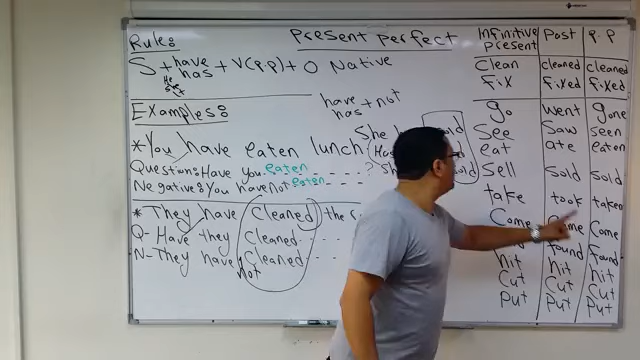 Rule: Present perfect
S + have + V(P.P) + O Native
has
He
She
It
Examples:
have + not
has
She
*You have eaten lunch
Questions: Have you eaten - - - - ?
Negative: You have not eaten - - - -
*They have Cleaned the
Q- Have they Cleaned - - -
N- They have Cleaned - - -
not
Infinitive present Past P.P
Clean cleaned cleaned
Fix Fixed Fixed
go went gone
See Saw seen
eat ate eaten
Sell Sold Sold
take took taken
Come Came Come
found found
hit hit hit
Cut Cut Cut
Put Put Put